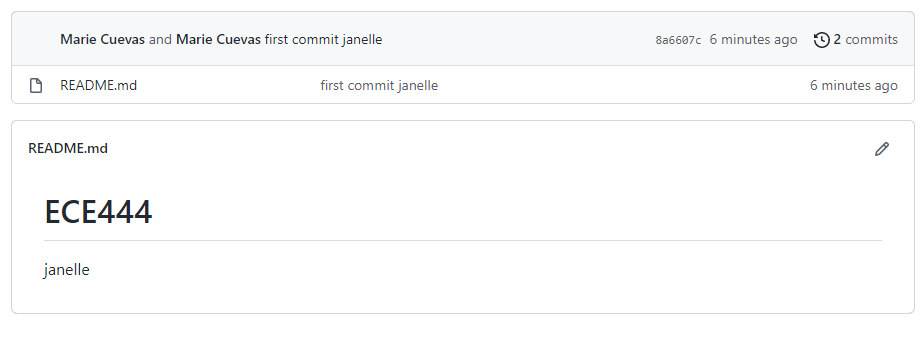 Marie Cuevas and Marie Cuevas first commit janelle 8a6607c 6 minutes ago 2 commits
README.md first commit janelle 6 minutes ago
README.md
ECE444
janelle